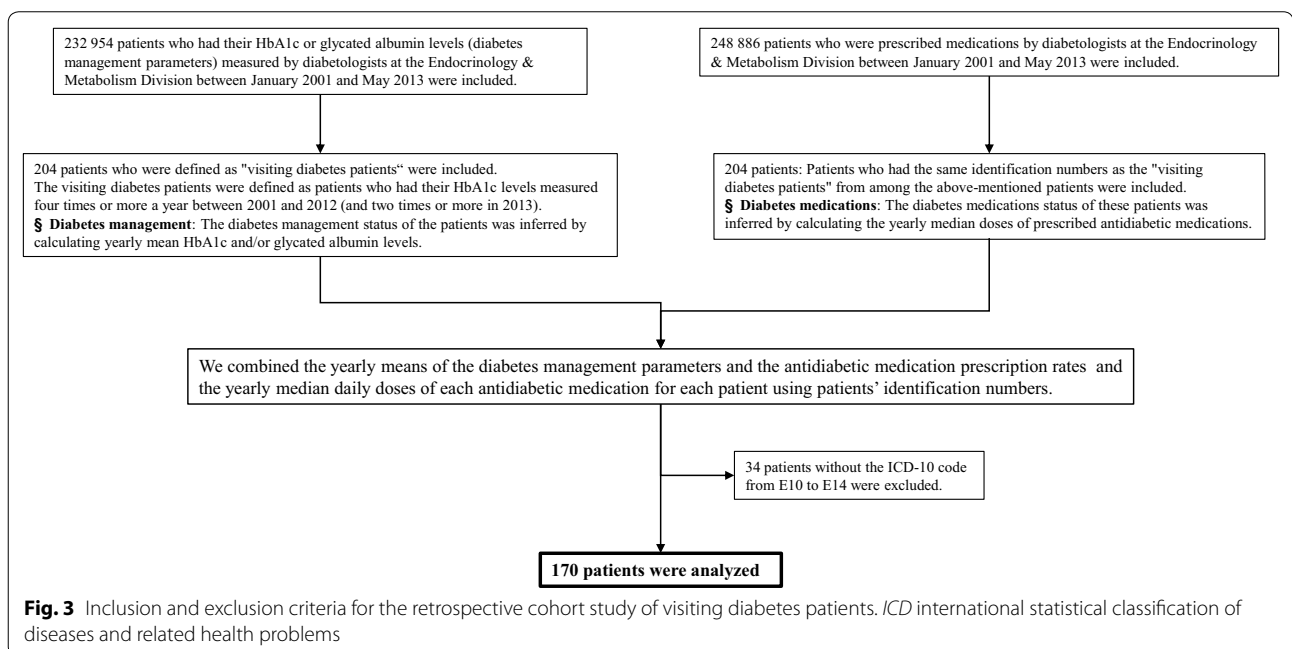 232 954 patients who had their HbA1c or glycated albumin levels (diabetes
management parameters) measured by diabetologists at the Endocrinology &
Metabolism Division between January 2001 and May 2013 were included.
248 886 patients who were prescribed medications by diabetologists at the Endocrinology
& Metabolism Division between January 2001 and May 2013 were included.
204 patients who were defined as "visiting diabetes patients“ were included.
The visiting diabetes patients were defined as patients who had their HbA1c levels measured
four times or more a year between 2001 and 2012 (and two times or more in 2013).
§ Diabetes management: The diabetes management status of the patients was inferred by
calculating yearly mean HbA1c and/or glycated albumin levels.
204 patients: Patients who had the same identification numbers as the "visiting
diabetes patients" from among the above-mentioned patients were included.
§ Diabetes medications: The diabetes medications status of these patients was
inferred by calculating the yearly median doses of prescribed antidiabetic medications.
We combined the yearly means of the diabetes management parameters and the antidiabetic medication prescription rates and
the yearly median daily doses of each antidiabetic medication for each patient using patients’ identification numbers.
34 patients without the ICD-10 code
from E10 to E14 were excluded.
170 patients were analyzed
Fig. 3 Inclusion and exclusion criteria for the retrospective cohort study of visiting diabetes patients. ICD international statistical classification of
diseases and related health problems